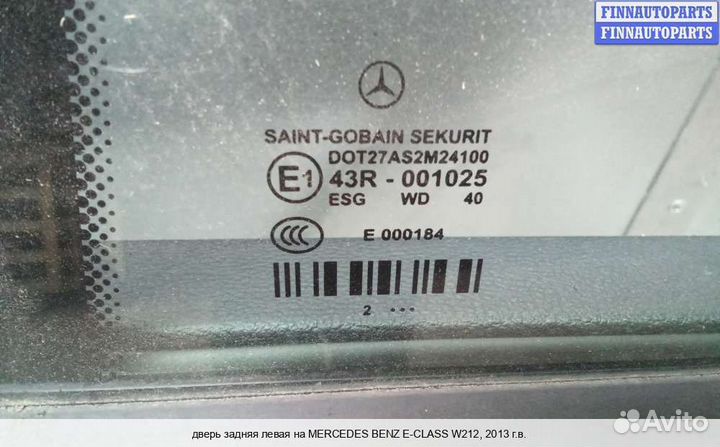 FINNAUTOPARTS
FINNAUTOPARTS
SAINT-GOBAIN SEKURIT
DOT27AS2M24100
E1 43R - 001025
ESG WD 40
CCC E 000184
2 ...
Avito
дверь задняя левая на MERCEDES BENZ E-CLASS W212, 2013 г.в.